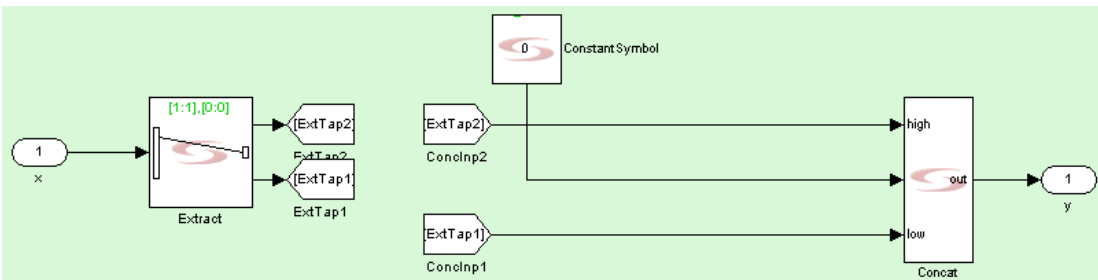 0
ConstantSymbol
[1:1],[0:0]
[ExtTap2]
[ExtTap2]
high
1
ExtTap2
ConcInp2
x
[ExtTap1]
out
1
y
Extract
ExtTap1
[ExtTap1]
low
ConcInp1
Concat